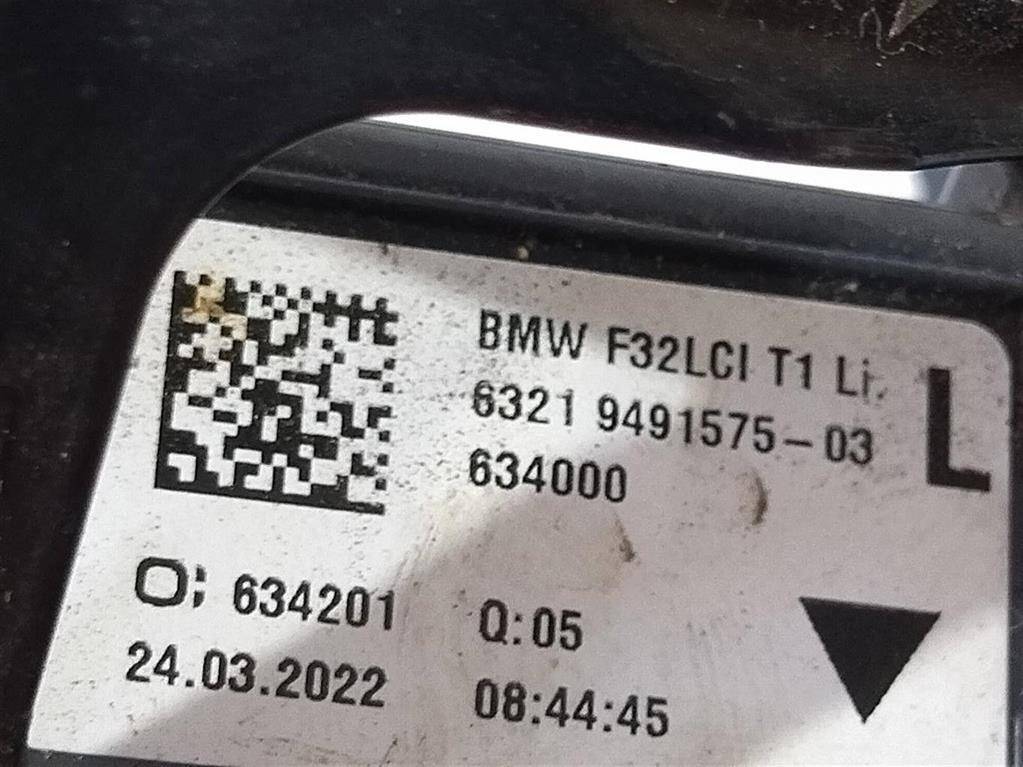 BMW F32LCI T1 Li.
L
6321 9491575-03
634000
O; 634201 Q:05
24.03.2022 08:44:45